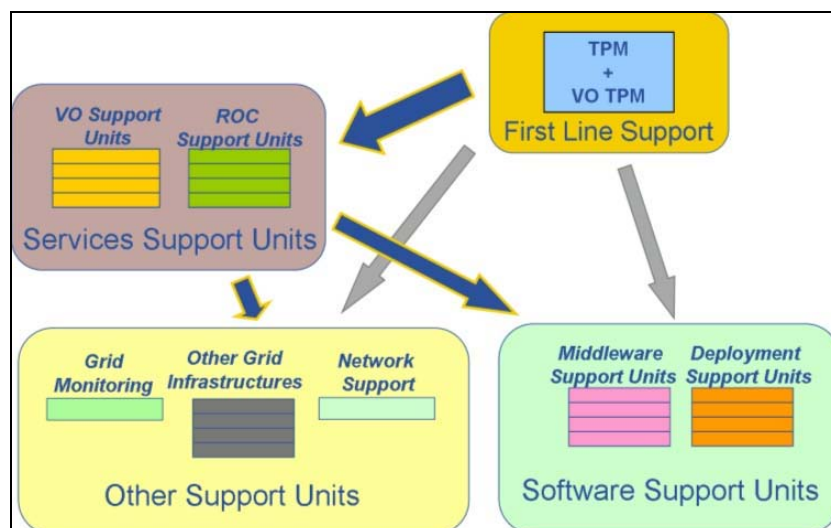 TPM
+
VO TPM
First Line Support
VO Support
Units
ROC
Support Units
Services Support Units
Grid
Monitoring
Other Grid
Infrastructures
Network
Support
Other Support Units
Middleware
Support Units
Deployment
Support Units
Software Support Units